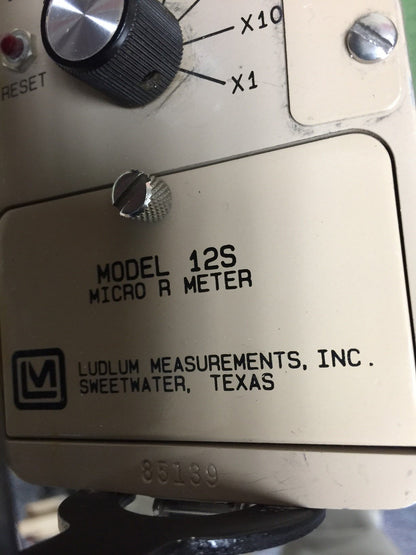 X10
RESET
X1
MODEL 12S
MICRO R METER
LM
LUDLUM MEASUREMENTS, INC.
SWEETWATER, TEXAS
85139